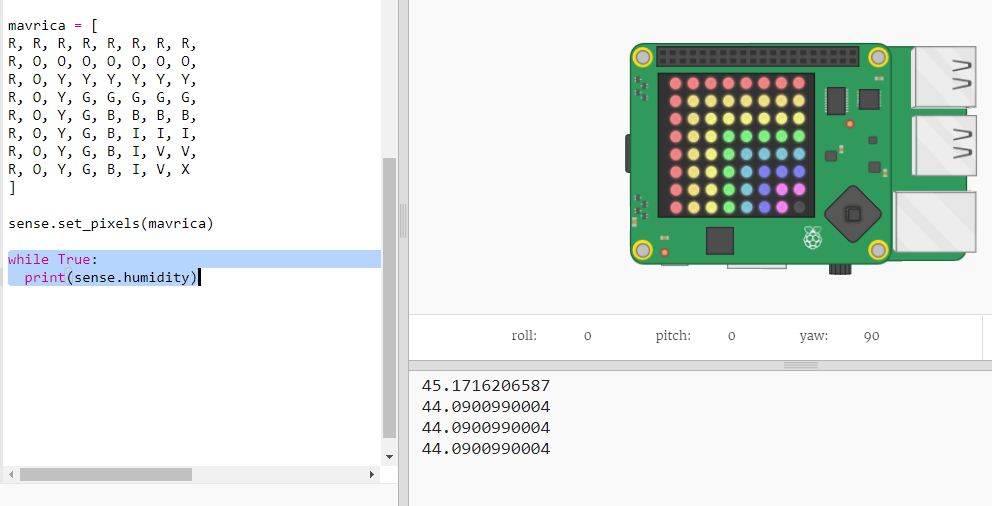 mavrica = [
R, R, R, R, R, R, R, R,
R, O, O, O, O, O, O, O,
R, O, Y, Y, Y, Y, Y, Y,
R, O, Y, G, G, G, G, G,
R, O, Y, G, B, B, B, B,
R, O, Y, G, B, I, I, I,
R, O, Y, G, B, I, V, V,
R, O, Y, G, B, I, V, X
]
sense.set_pixels(mavrica)
while True:
  print(sense.humidity)
roll: 0 pitch: 0 yaw: 90
45.1716206587
44.0900990004
44.0900990004
44.0900990004